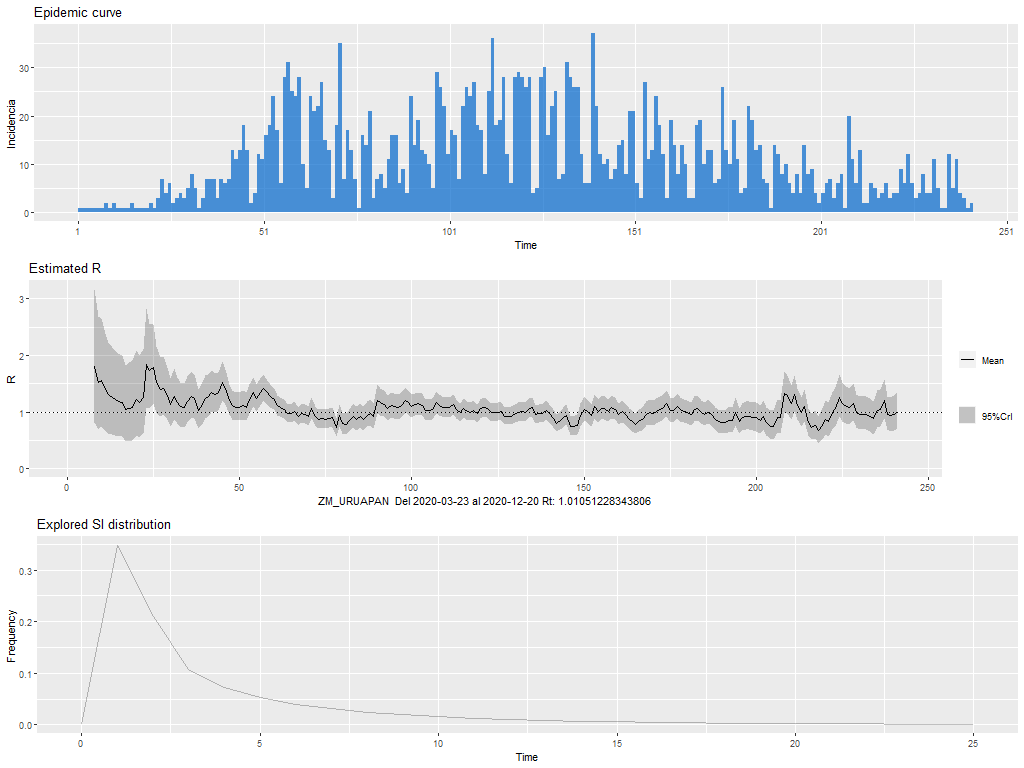 Epidemic curve
Incidencia
30
20
10
0
1 51 101 151 201 251
Time
Estimated R
R
3
2
1
0
Mean
95%CrI
0 50 100 150 200 250
ZM_URUAPAN Del 2020-03-23 al 2020-12-20 Rt: 1.01051228343806
Explored SI distribution
Frequency
0.3
0.2
0.1
0.0
0 5 10 15 20 25
Time